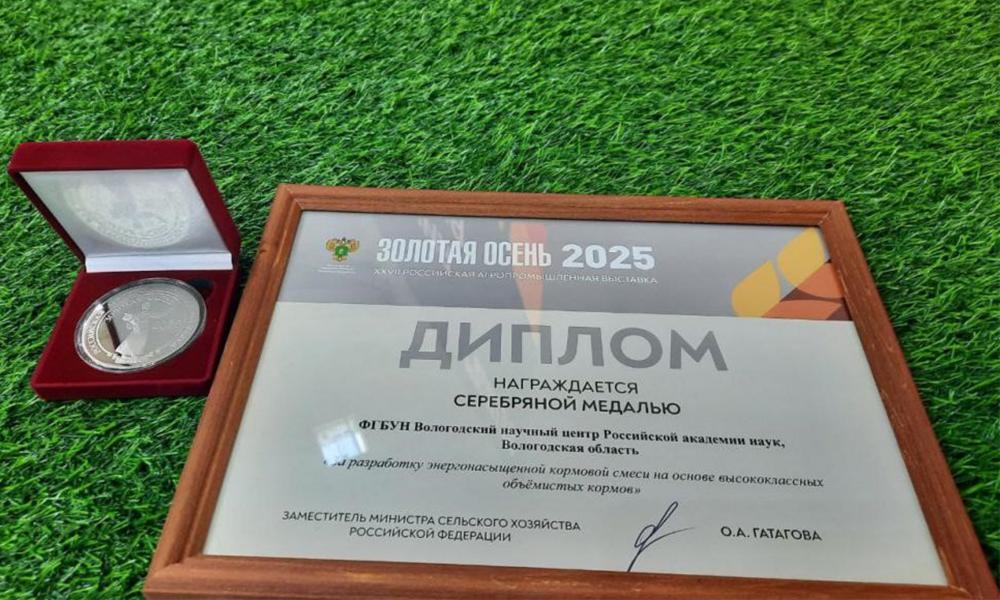 ЗОЛОТАЯ ОСЕНЬ 2025
XXVII РОССИЙСКАЯ АГРОПРОМЫШЛЕННАЯ ВЫСТАВКА
ДИПЛОМ
НАГРАЖДАЕТСЯ
СЕРЕБРЯНОЙ МЕДАЛЬЮ
ФГБУН Вологодский научный центр Российской академии наук,
Вологодская область
разработку энергонасыщенной кормовой смеси на основе высококлассных
объёмистых кормов»
ЗАМЕСТИТЕЛЬ МИНИСТРА СЕЛЬСКОГО ХОЗЯЙСТВА
РОССИЙСКОЙ ФЕДЕРАЦИИ
О.А. ГАТАГОВА